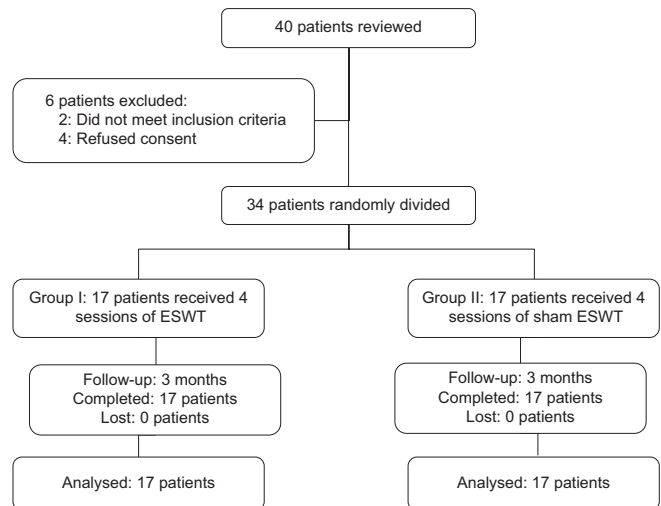 40 patients reviewed
6 patients excluded:
2: Did not meet inclusion criteria
4: Refused consent
34 patients randomly divided
Group I: 17 patients received 4
sessions of ESWT
Group II: 17 patients received 4
sessions of sham ESWT
Follow-up: 3 months
Completed: 17 patients
Lost: 0 patients
Follow-up: 3 months
Completed: 17 patients
Lost: 0 patients
Analysed: 17 patients
Analysed: 17 patients